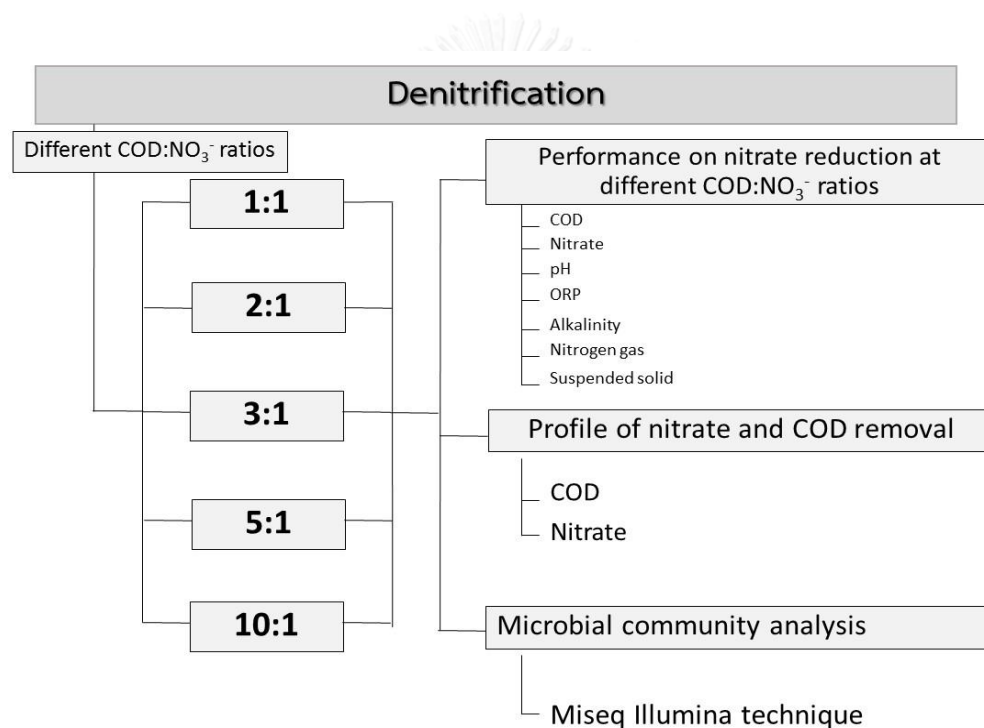 Denitrification
Different COD:NO₃⁻ ratios
1:1
2:1
3:1
5:1
10:1
Performance on nitrate reduction at
different COD:NO₃⁻ ratios
COD
Nitrate
pH
ORP
Alkalinity
Nitrogen gas
Suspended solid
Profile of nitrate and COD removal
COD
Nitrate
Microbial community analysis
Miseq Illumina technique